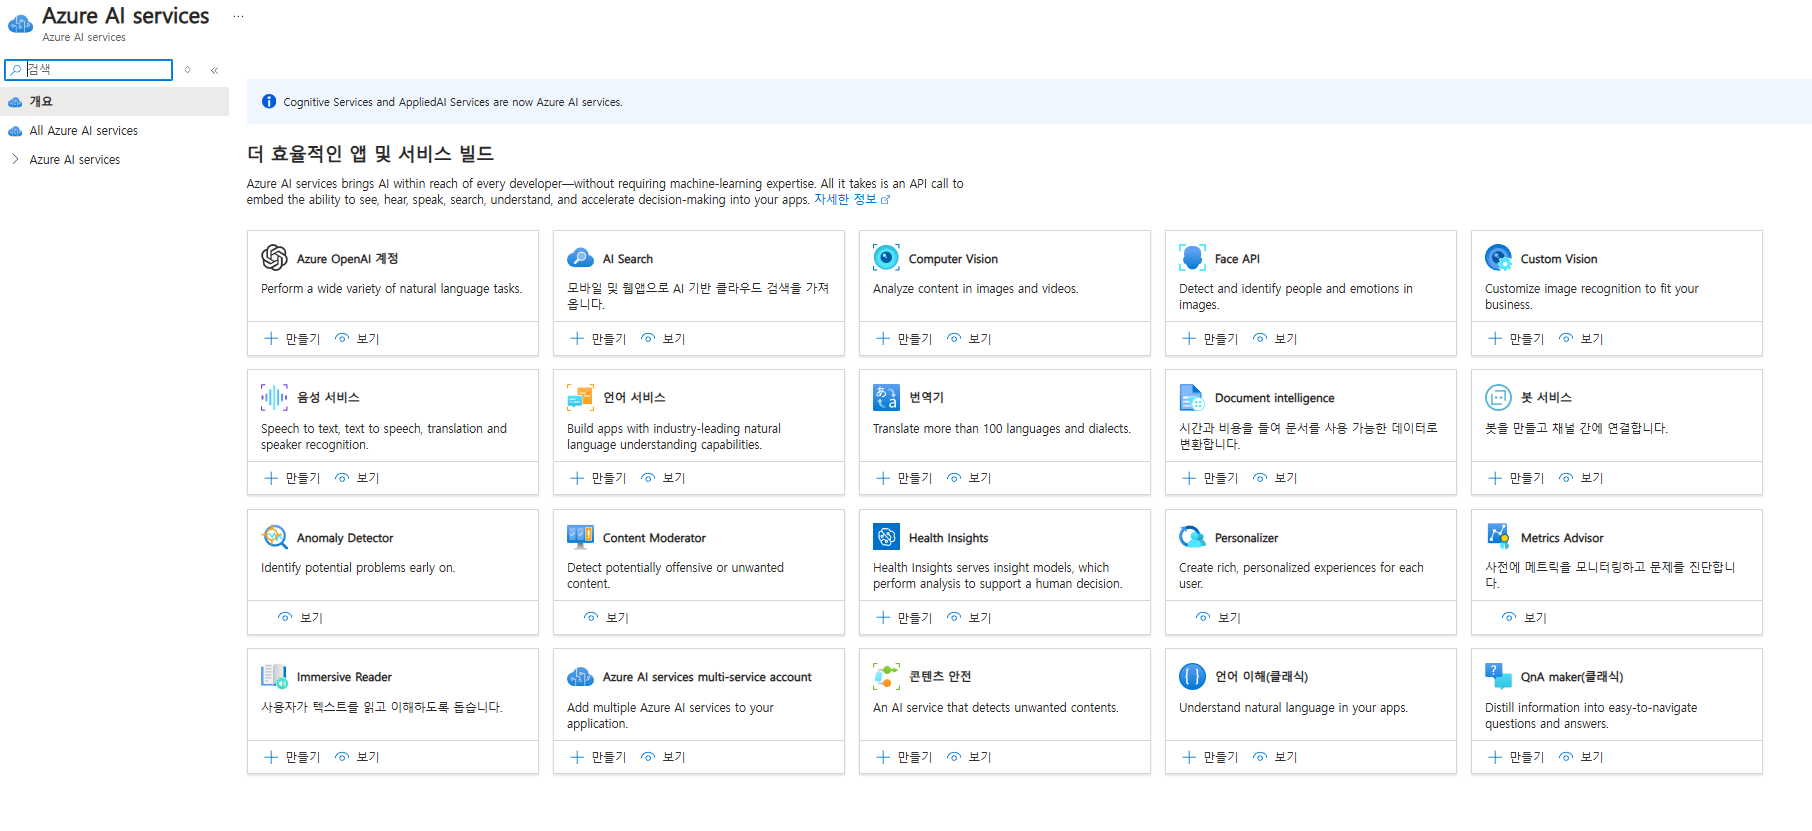 Azure AI services
...
Azure AI services
검색
개요
All Azure AI services
Azure AI services
Cognitive Services and AppliedAI Services are now Azure AI services.
더 효율적인 앱 및 서비스 빌드
Azure AI services brings AI within reach of every developer—without requiring machine-learning expertise. All it takes is an API call to
embed the ability to see, hear, speak, search, understand, and accelerate decision-making into your apps. 자세한 정보
Azure OpenAI 계정
Perform a wide variety of natural language tasks.
만들기 보기
AI Search
모바일 및 웹앱으로 AI 기반 클라우드 검색을 가져
옵니다.
만들기 보기
Computer Vision
Analyze content in images and videos.
만들기 보기
Face API
Detect and identify people and emotions in
images.
만들기 보기
Custom Vision
Customize image recognition to fit your
business.
만들기 보기
음성 서비스
Speech to text, text to speech, translation and
speaker recognition.
만들기 보기
언어 서비스
Build apps with industry-leading natural
language understanding capabilities.
만들기 보기
번역기
Translate more than 100 languages and dialects.
만들기 보기
Document intelligence
시간과 비용을 들여 문서를 사용 가능한 데이터로
변환합니다.
만들기 보기
봇 서비스
봇을 만들고 채널 간에 연결합니다.
만들기 보기
Anomaly Detector
Identify potential problems early on.
보기
Content Moderator
Detect potentially offensive or unwanted
content.
보기
Health Insights
Health Insights serves insight models, which
perform analysis to support a human decision.
만들기 보기
Personalizer
Create rich, personalized experiences for each
user.
보기
Metrics Advisor
사전에 메트릭을 모니터링하고 문제를 진단합니
다.
보기
Immersive Reader
사용자가 텍스트를 읽고 이해하도록 돕습니다.
만들기 보기
Azure AI services multi-service account
Add multiple Azure AI services to your
application.
만들기 보기
콘텐츠 안전
An AI service that detects unwanted contents.
만들기 보기
언어 이해(클래식)
Understand natural language in your apps.
만들기 보기
QnA maker(클래식)
Distill information into easy-to-navigate
questions and answers.
만들기 보기